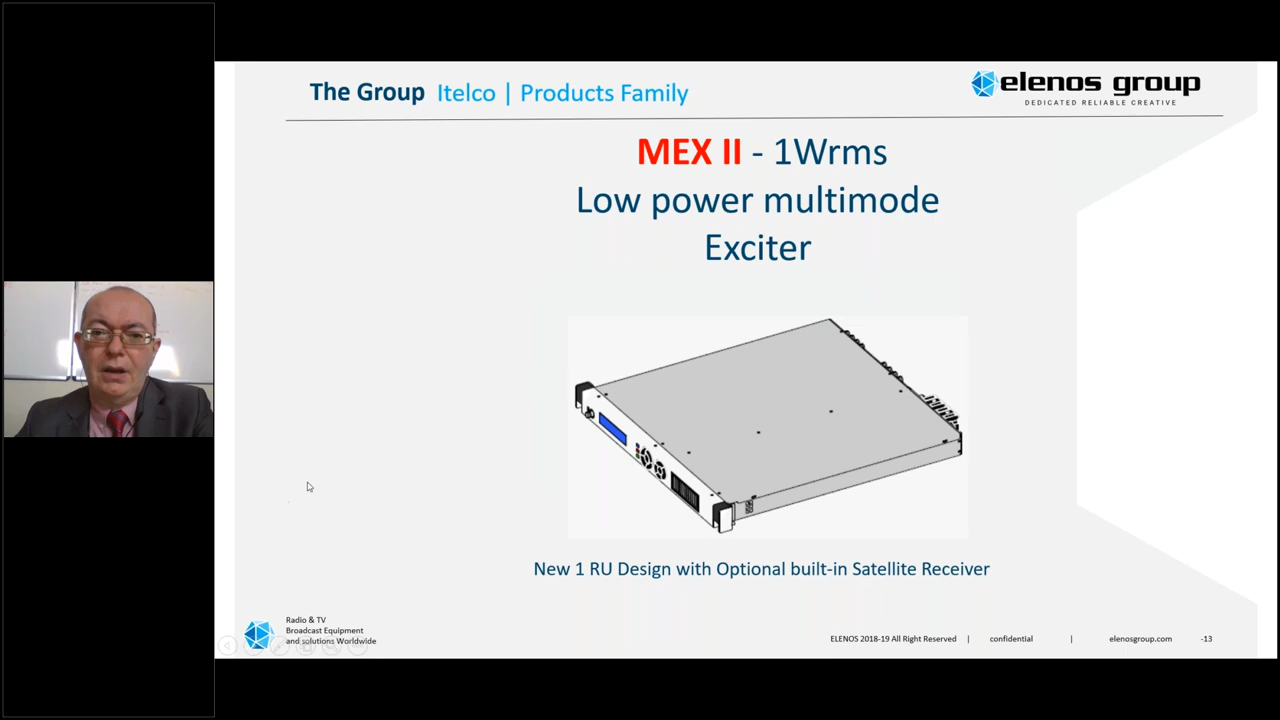 The Group Itelco | Products Family
elenos group
DEDICATED RELIABLE CREATIVE
MEX II - 1Wrms
Low power multimode
Exciter
New 1 RU Design with Optional built-in Satellite Receiver
Radio & TV
Broadcast Equipment
and solutions Worldwide
ELENOS 2018-19 All Right Reserved | confidential | elenosgroup.com -13